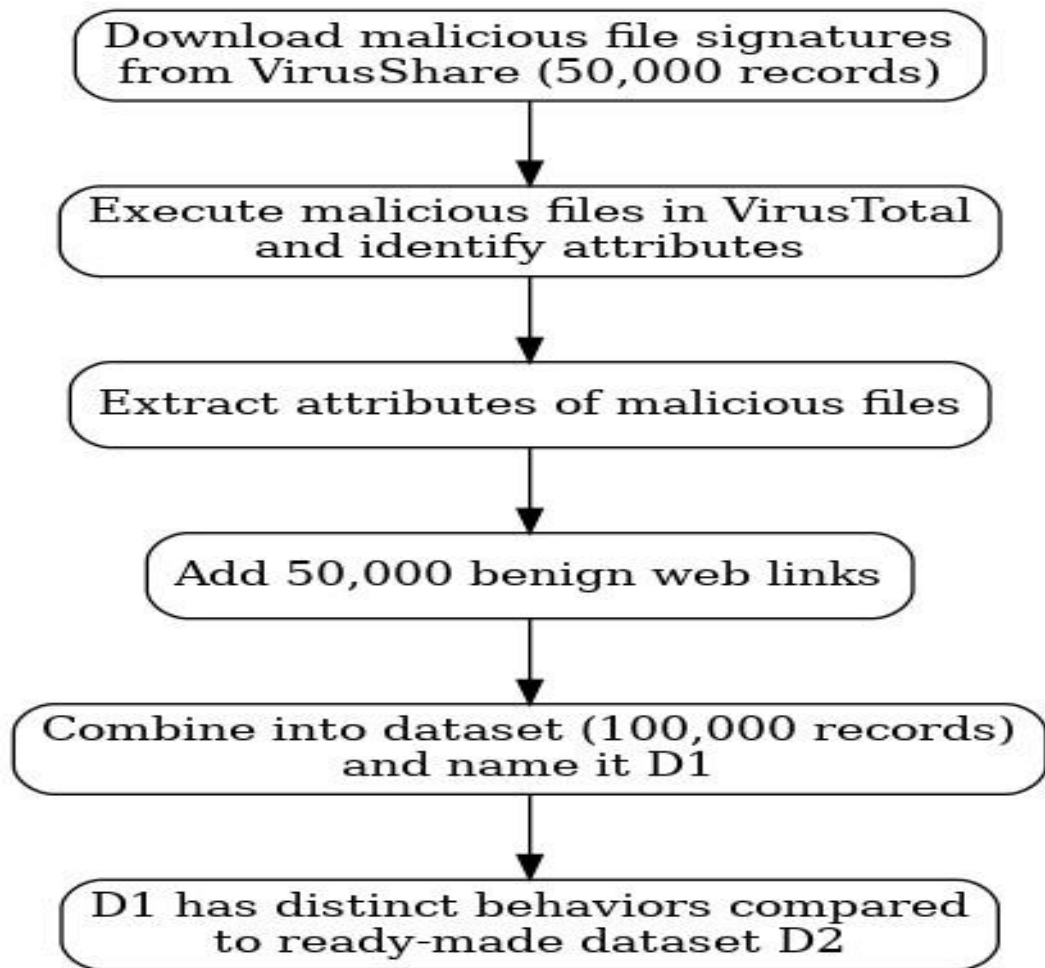 Download malicious file signatures
from VirusShare (50,000 records)
Execute malicious files in VirusTotal
and identify attributes
Extract attributes of malicious files
Add 50,000 benign web links
Combine into dataset (100,000 records)
and name it D1
D1 has distinct behaviors compared
to ready-made dataset D2